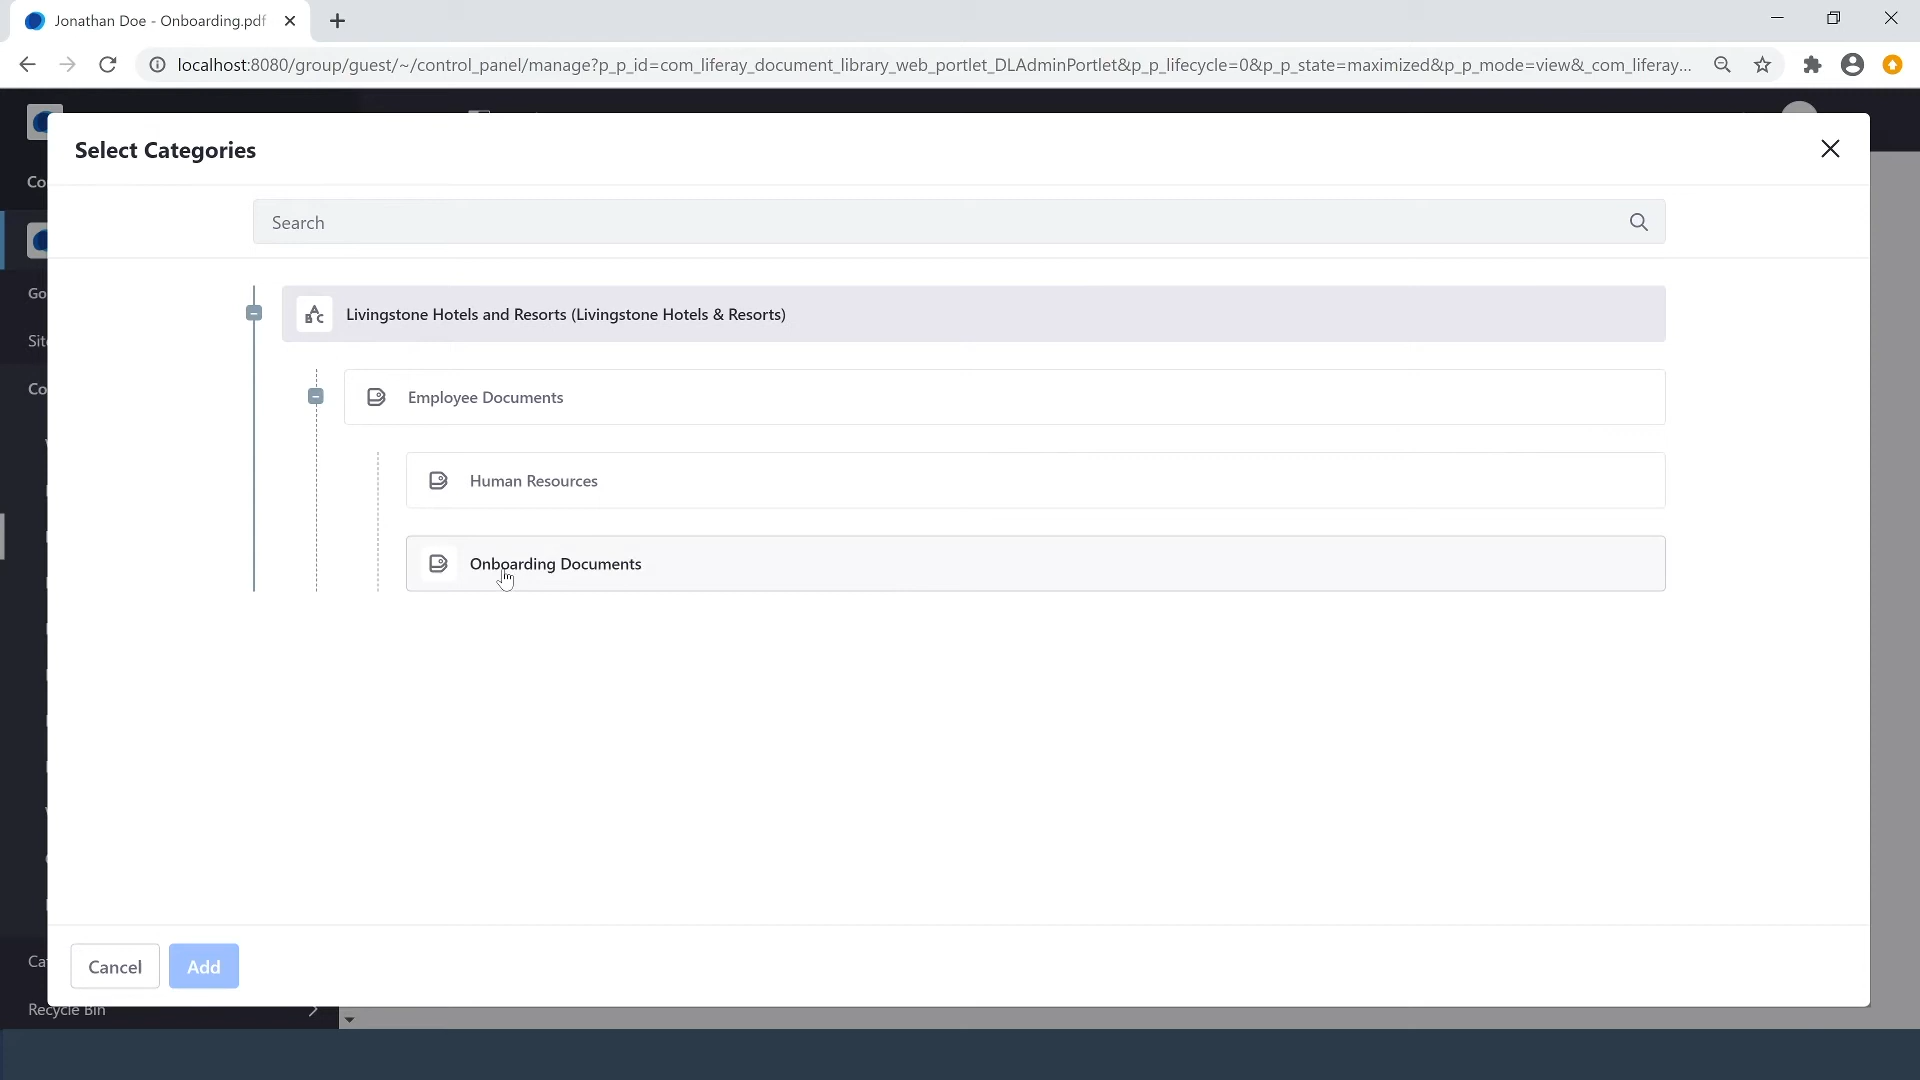 Jonathan Doe - Onboarding.pdf
localhost:8080/group/guest/~/control_panel/manage?p_p_id=com_liferay_document_library_web_portlet_DLAdminPortlet&p_p_lifecycle=0&p_p_state=maximized&p_p_mode=view&_com_liferay...
Select Categories
Search
Livingstone Hotels and Resorts (Livingstone Hotels & Resorts)
Employee Documents
Human Resources
Onboarding Documents
Cancel
Add
Recycle Bin